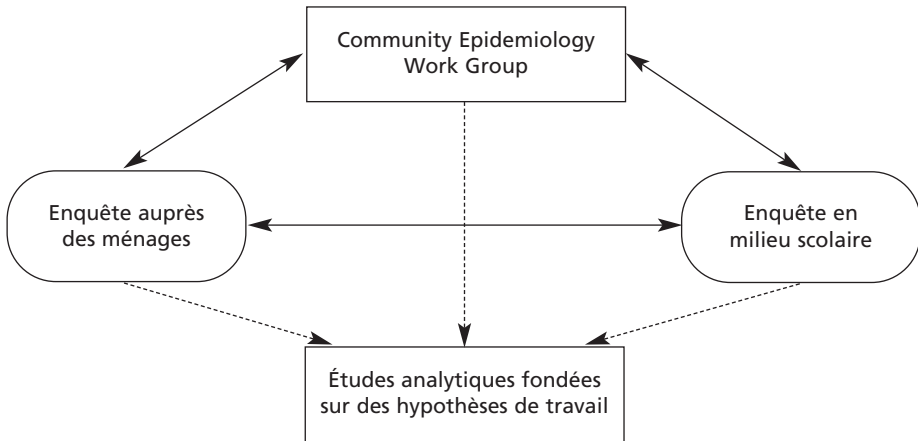 Community Epidemiology
Work Group
Enquête auprès
des ménages
Enquête en
milieu scolaire
Études analytiques fondées
sur des hypothèses de travail